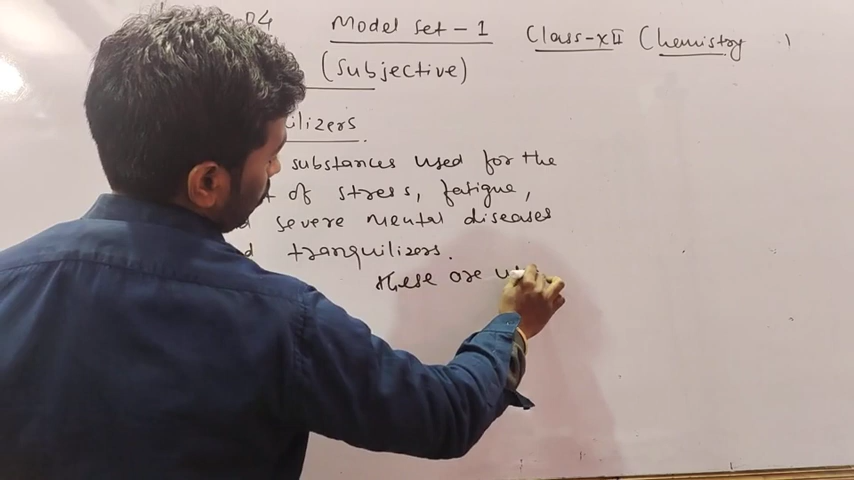 04 Model Set - 1 Class-XII Chemistry
(Subjective)
ilizers
substances used for the
of stress, fatigue,
severe mental diseases
d tranquilizers.
these are